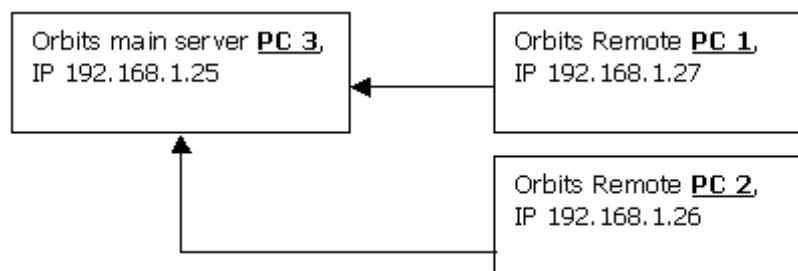 Orbits main server PC 3,
IP 192.168.1.25
Orbits Remote PC 1,
IP 192.168.1.27
Orbits Remote PC 2,
IP 192.168.1.26